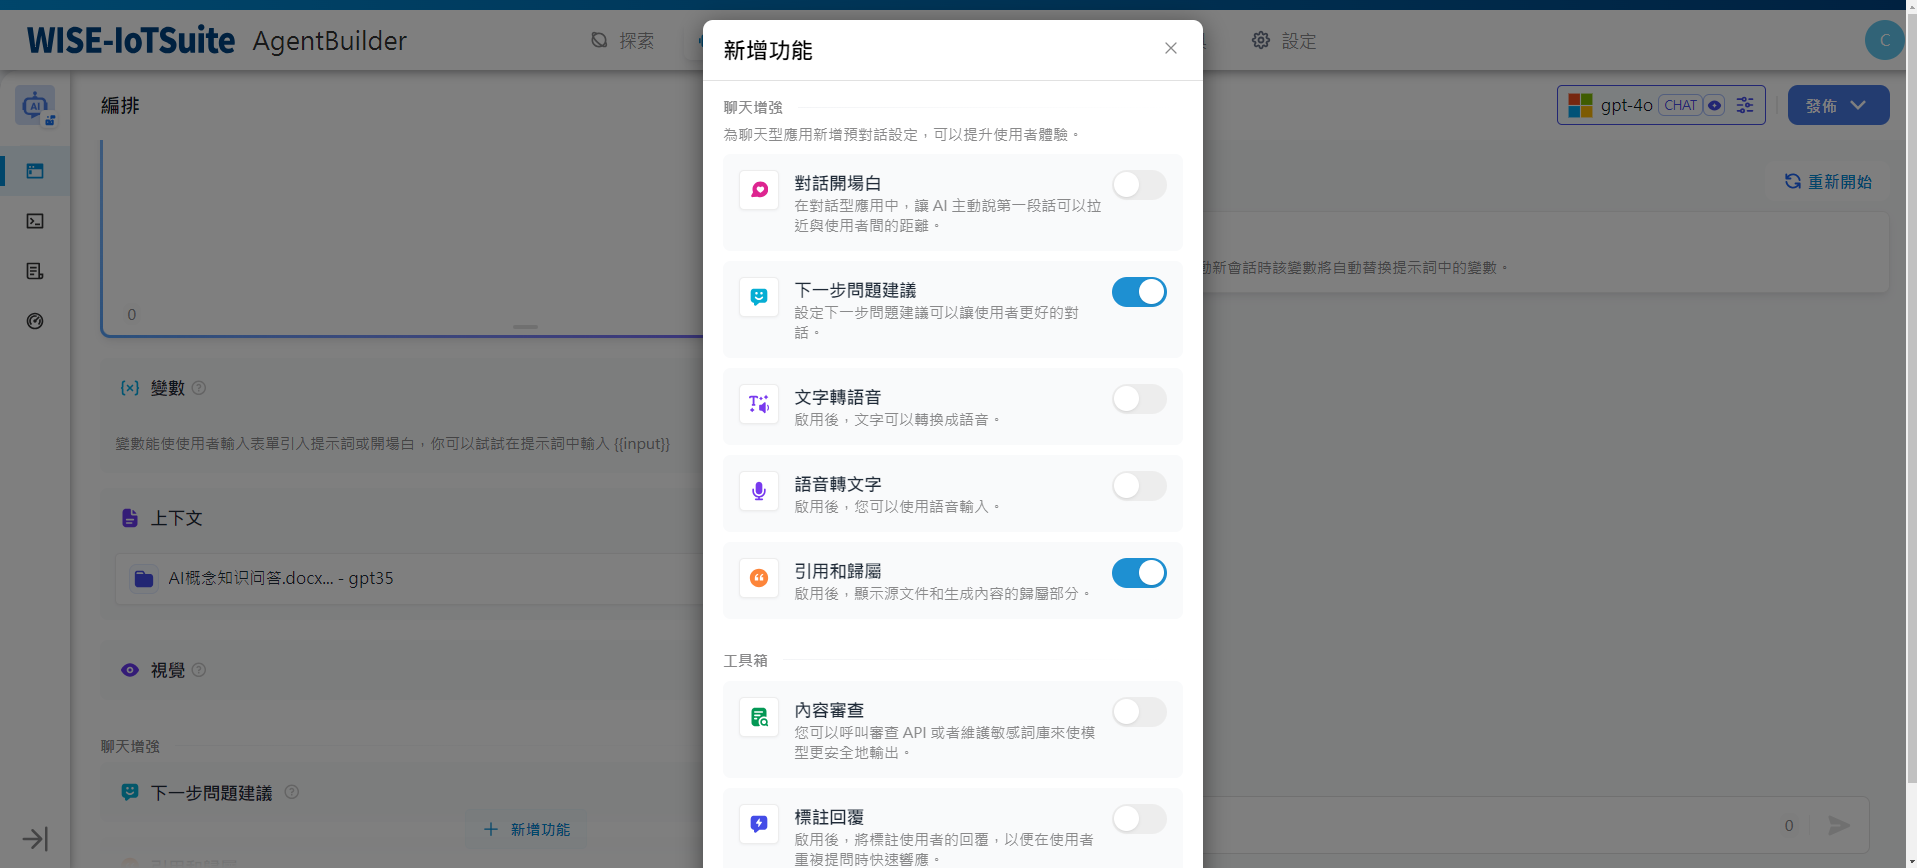 WISE-IoTSuite AgentBuilder
探索
設定
C
編排
gpt-4o CHAT
發佈
重新開始
動新會話時該變數將自動替換提示詞中的變數。
0
變數
變數能使使用者輸入表單引入提示詞或開場白，你可以試試在提示詞中輸入 {{input}}
上下文
AI概念知识问答.docx... - gpt35
視覺
聊天增強
下一步問題建議
新增功能
引用和歸屬
0
新增功能
聊天增強
為聊天型應用新增預對話設定，可以提升使用者體驗。
對話開場白
在對話型應用中，讓 AI 主動說第一段話可以拉
近與使用者間的距離。
下一步問題建議
設定下一步問題建議可以讓使用者更好的對
話。
文字轉語音
啟用後，文字可以轉換成語音。
語音轉文字
啟用後，您可以使用語音輸入。
引用和歸屬
啟用後，顯示源文件和生成內容的歸屬部分。
工具箱
內容審查
您可以呼叫審查 API 或者維護敏感詞庫來使模
型更安全地輸出。
標註回覆
啟用後，將標註使用者的回覆，以便在使用者
重複提問時快速響應。